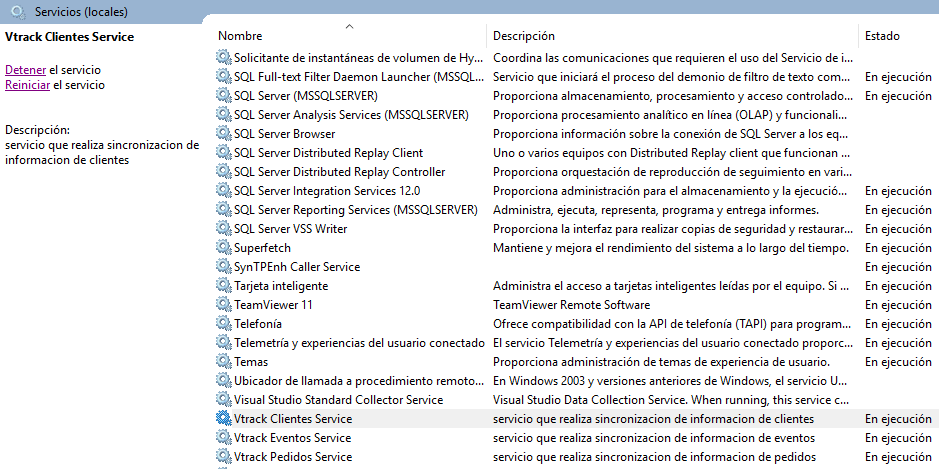 Servicios (locales)
Vtrack Clientes Service
Detener el servicio
Reiniciar el servicio
Descripción:
servicio que realiza sincronizacion de
informacion de clientes
Nombre Descripción Estado
Solicitante de instantáneas de volumen de Hy... Coordina las comunicaciones que requieren el uso del Servicio de i...
SQL Full-text Filter Daemon Launcher (MSSQL... Servicio que iniciará el proceso del demonio de filtro de texto com... En ejecución
SQL Server (MSSQLSERVER) Proporciona almacenamiento, procesamiento y acceso controlado... En ejecución
SQL Server Analysis Services (MSSQLSERVER) Proporciona procesamiento analítico en línea (OLAP) y funcionali...
SQL Server Browser Proporciona información sobre la conexión de SQL Server a los eq...
SQL Server Distributed Replay Client Uno o varios equipos con Distributed Replay client que funcionan ...
SQL Server Distributed Replay Controller Proporciona orquestación de reproducción de seguimiento en vari...
SQL Server Integration Services 12.0 Proporciona administración para el almacenamiento y la ejecució... En ejecución
SQL Server Reporting Services (MSSQLSERVER) Administra, ejecuta, representa, programa y entrega informes. En ejecución
SQL Server VSS Writer Proporciona la interfaz para realizar copias de seguridad y restaurar... En ejecución
Superfetch Mantiene y mejora el rendimiento del sistema a lo largo del tiempo. En ejecución
SynTPEnh Caller Service En ejecución
Tarjeta inteligente Administra el acceso a tarjetas inteligentes leídas por el equipo. Si ... En ejecución
TeamViewer 11 TeamViewer Remote Software En ejecución
Telefonía Ofrece compatibilidad con la API de telefonía (TAPI) para program... En ejecución
Telemetría y experiencias del usuario conectado El servicio Telemetría y experiencias del usuario conectado proporc... En ejecución
Temas Proporciona administración de temas de experiencia de usuario. En ejecución
Ubicador de llamada a procedimiento remoto... En Windows 2003 y versiones anteriores de Windows, el servicio U...
Visual Studio Standard Collector Service Visual Studio Data Collection Service. When running, this service c...
Vtrack Clientes Service servicio que realiza sincronizacion de informacion de clientes En ejecución
Vtrack Eventos Service servicio que realiza sincronizacion de informacion de eventos En ejecución
Vtrack Pedidos Service servicio que realiza sincronizacion de informacion de pedidos En ejecución